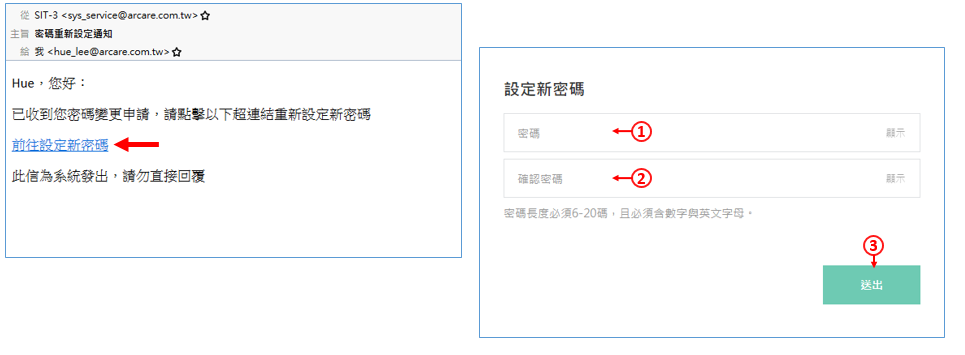 從 SIT-3 <sys_service@arcare.com.tw>
主旨 密碼重新設定通知
給 我 <hue_lee@arcare.com.tw>
Hue，您好：
已收到您密碼變更申請，請點擊以下超連結重新設定新密碼
前往設定新密碼
此信為系統發出，請勿直接回覆
設定新密碼
密碼 ① 顯示
確認密碼 ② 顯示
密碼長度必須6-20碼，且必須含數字與英文字母。
③
送出